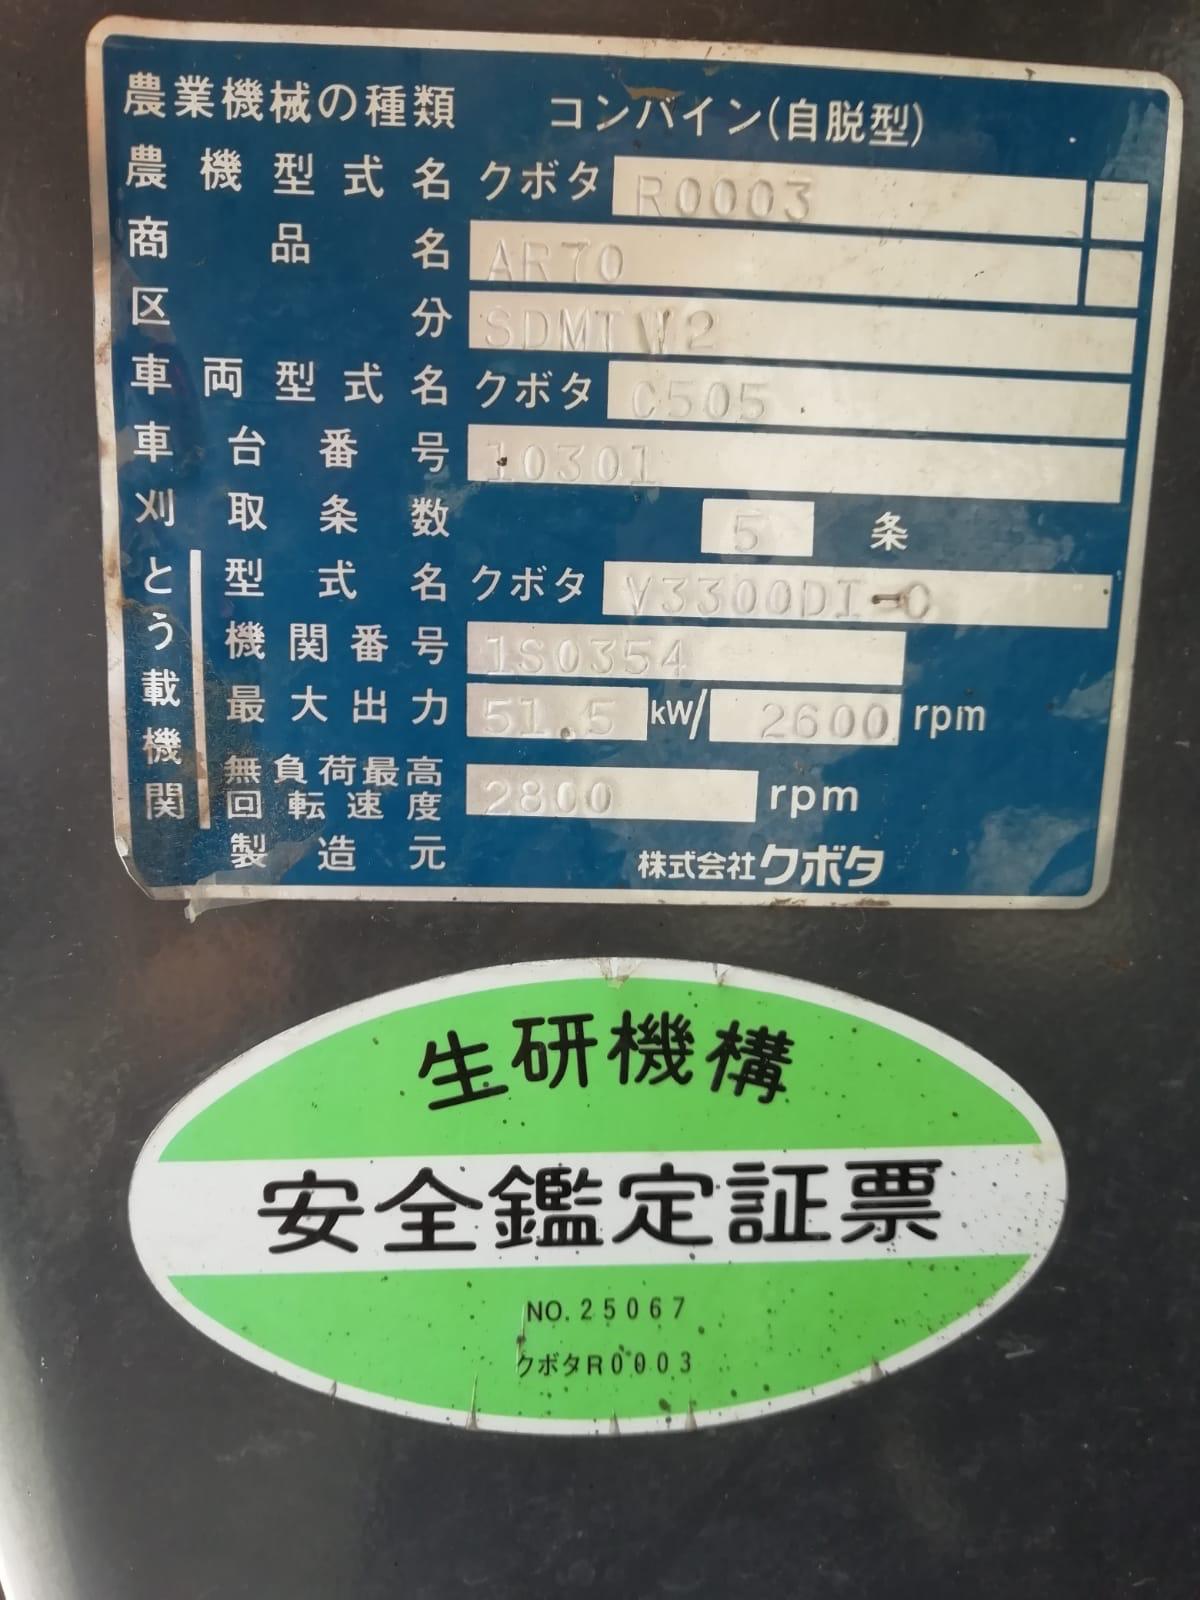 農業機械の種類 コンバイン(自脱型)
農機型式名 クボタ R0003
商品名 AR70
区分 SDMTW2
車両型式名 クボタ C505
車台番号 10301
刈取条数 5 条
とう載機関
型式名 クボタ V3300DI-C
機関番号 1S0354
最大出力 51.5 kW/ 2600 rpm
無負荷最高回転速度 2800 rpm
製造元 株式会社クボタ
生研機構
安全鑑定証票
NO.25067
クボタR0003